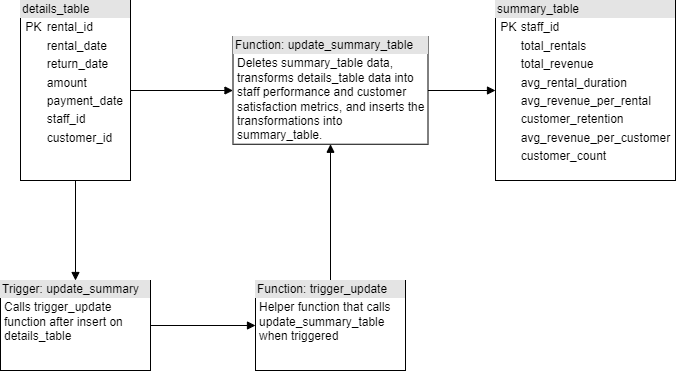 details_table
PK rental_id
rental_date
return_date
amount
payment_date
staff_id
customer_id
Function: update_summary_table
Deletes summary_table data,
transforms details_table data into
staff performance and customer
satisfaction metrics, and inserts the
transformations into
summary_table.
summary_table
PK staff_id
total_rentals
total_revenue
avg_rental_duration
avg_revenue_per_rental
customer_retention
avg_revenue_per_customer
customer_count
Trigger: update_summary
Calls trigger_update
function after insert on
details_table
Function: trigger_update
Helper function that calls
update_summary_table
when triggered